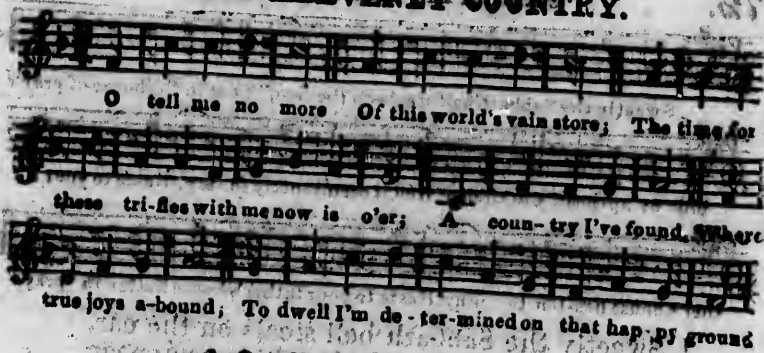 HEAVENLY COUNTRY.
O tell me no more Of this world's vain store; The time for
these tri-fles with me now is o'er; A coun-try I've found, Where
true joys a-bound; To dwell I'm de-ter-mined on that hap-py ground